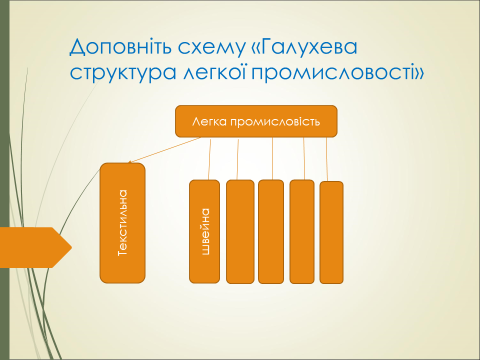 Доповніть схему «Галухева
структура легкої промисловості»
Легка промисловість
Текстильна
швейна